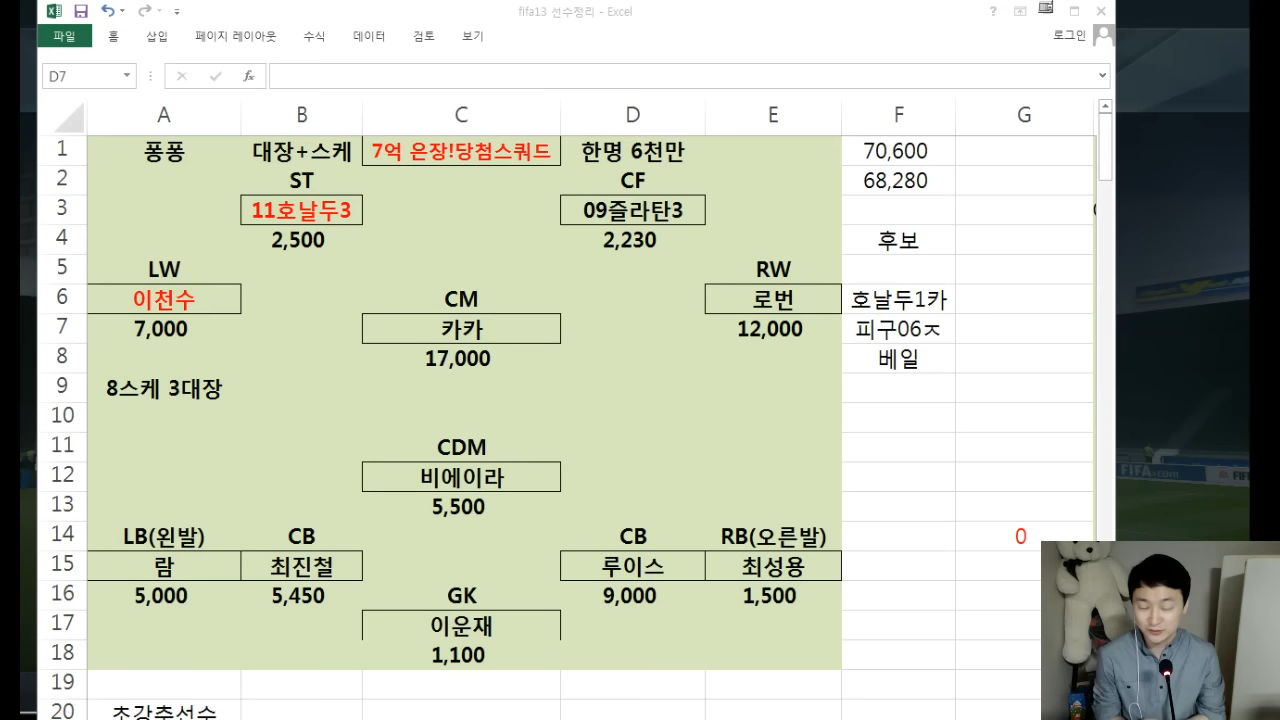 fifa13 선수정리 - Excel
파일 홈 삽입 페이지 레이아웃 수식 데이터 검토 보기 로그인
D7 fx
A B C D E F G
1 퐁퐁 대장+스케 7억 은장!당첨스쿼드 한명 6천만 70,600
2 ST CF 68,280
3 11호날두3 09즐라탄3
4 2,500 2,230 후보
5 LW RW
6 이천수 CM 로번 호날두1카
7 7,000 카카 12,000 피구06ㅈ
8 17,000 베일
9 8스케 3대장
10
11 CDM
12 비에이라
13 5,500
14 LB(왼발) CB CB RB(오른발) 0
15 람 최진철 루이스 최성용
16 5,000 5,450 GK 9,000 1,500
17 이운재
18 1,100
19
20 초강추선수
FIFA.com